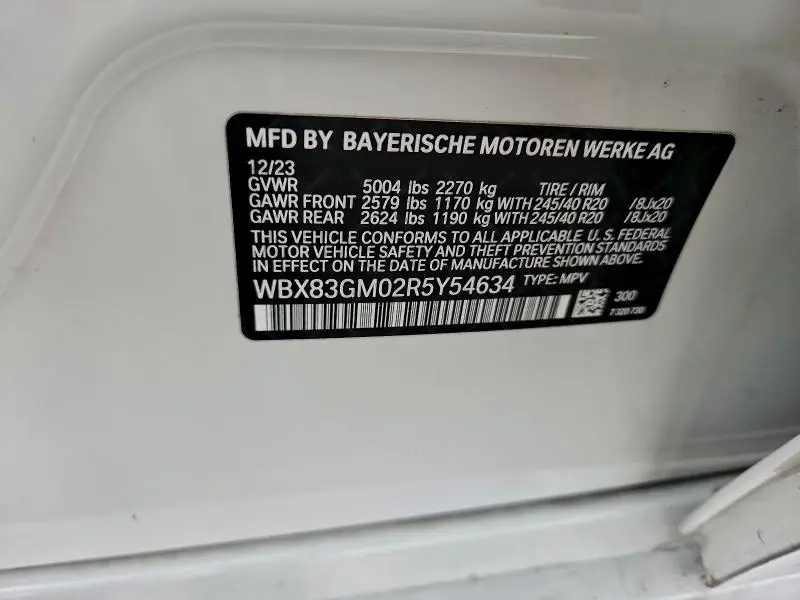 MFD BY BAYERISCHE MOTOREN WERKE AG
12/23
GVWR 5004 lbs 2270 kg TIRE / RIM
GAWR FRONT 2579 lbs 1170 kg WITH 245/40 R20 /8Jx20
GAWR REAR 2624 lbs 1190 kg WITH 245/40 R20 /8Jx20
THIS VEHICLE CONFORMS TO ALL APPLICABLE U.S. FEDERAL
MOTOR VEHICLE SAFETY AND THEFT PREVENTION STANDARDS
IN EFFECT ON THE DATE OF MANUFACTURE SHOWN ABOVE.
WBX83GM02R5Y54634 TYPE: MPV
300
7320730